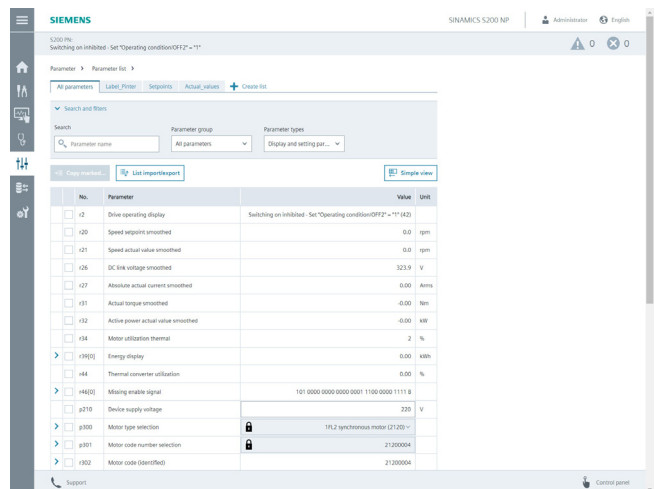 SIEMENS
SINAMICS S200 NP
Administrator
English
S200 PN:
Switching on inhibited - Set "Operating condition/OFF2" = "1"
0
0
Parameter > Parameter list >
All parameters
Label_Pinter
Setpoints
Actual_values
Create list
Search and filters
Search
Parameter group
Parameter types
Parameter name
All parameters
Display and setting par...
Copy marked...
List import/export
Simple view
No. Parameter Value Unit
r2 Drive operating display Switching on inhibited - Set "Operating condition/OFF2" = "1" (42)
r20 Speed setpoint smoothed 0.0 rpm
r21 Speed actual value smoothed 0.0 rpm
r26 DC link voltage smoothed 323.9 V
r27 Absolute actual current smoothed 0.00 Arms
r31 Actual torque smoothed -0.00 Nm
r32 Active power actual value smoothed -0.00 kW
r34 Motor utilization thermal 2 %
r39[0] Energy display 0.00 kWh
r44 Thermal converter utilization 0.00 %
r46[0] Missing enable signal 101 0000 0000 0000 0001 1100 0000 1111 B
p210 Device supply voltage 220 V
p300 Motor type selection 1FL2 synchronous motor (2120)
p301 Motor code number selection 21200004
r302 Motor code (identified) 21200004
Support
Control panel